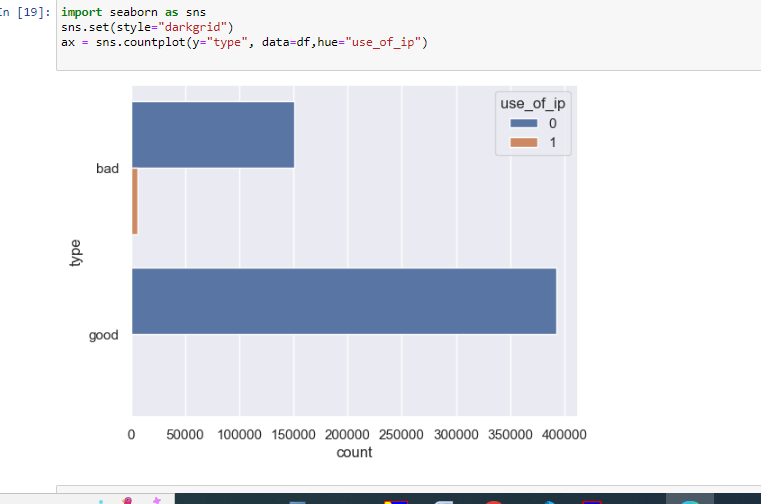 In [19]: import seaborn as sns
sns.set(style="darkgrid")
ax = sns.countplot(y="type", data=df,hue="use_of_ip")
use_of_ip
0
1
bad
type
good
0 50000 100000 150000 200000 250000 300000 350000 400000
count